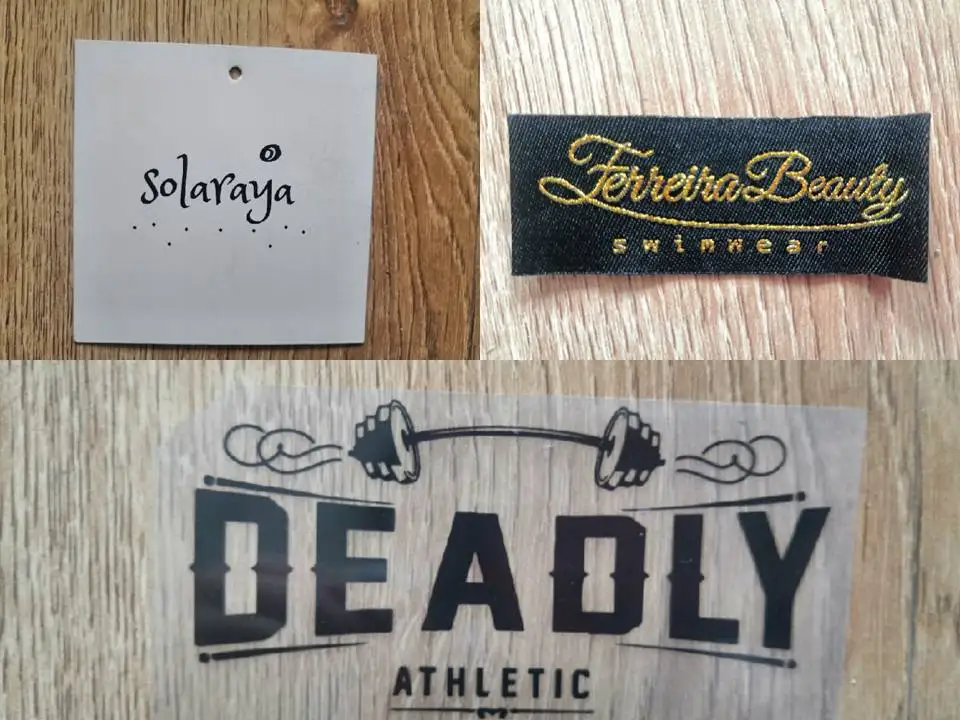 solaraya
Ferreira Beauty
swimwear
DEADLY
ATHLETIC